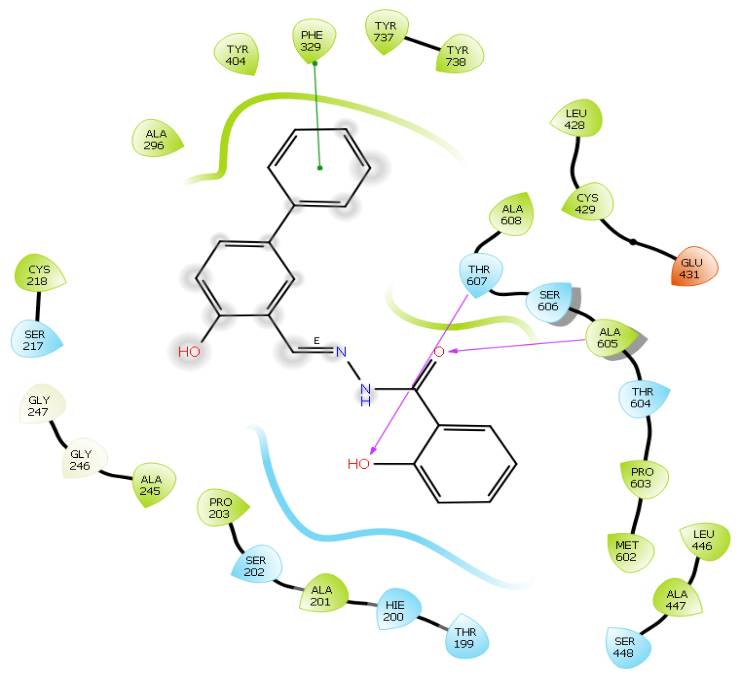 PHE
329
TYR
737
TYR
404
TYR
738
ALA
296
LEU
428
CYS
429
ALA
608
GLU
431
CYS
218
THR
607
SER
606
SER
217
ALA
605
E
HO
N
O
N
H
THR
604
GLY
247
GLY
246
HO
ALA
245
PRO
603
PRO
203
LEU
446
MET
602
SER
202
ALA
201
HIE
200
ALA
447
THR
199
SER
448